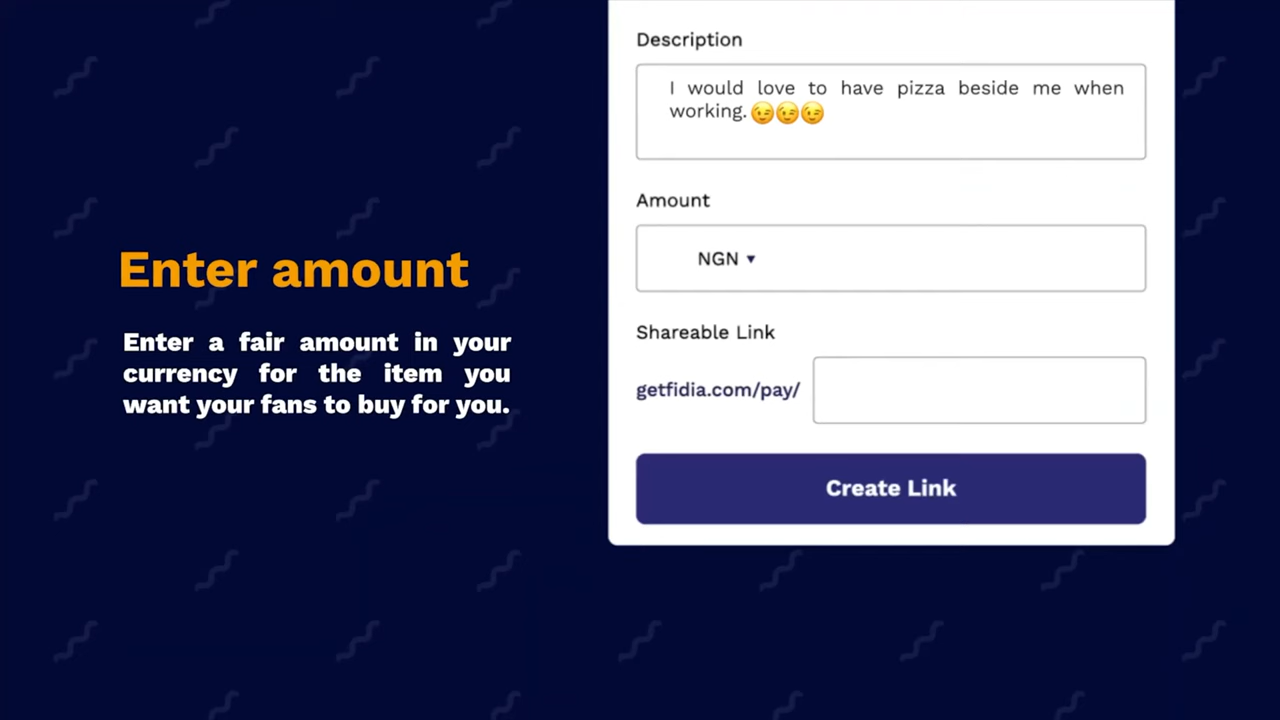 Enter amount
Enter a fair amount in your
currency for the item you
want your fans to buy for you.
Description
I would love to have pizza beside me when
working. 😉😉😉
Amount
NGN ▼
Shareable Link
getfidia.com/pay/
Create Link